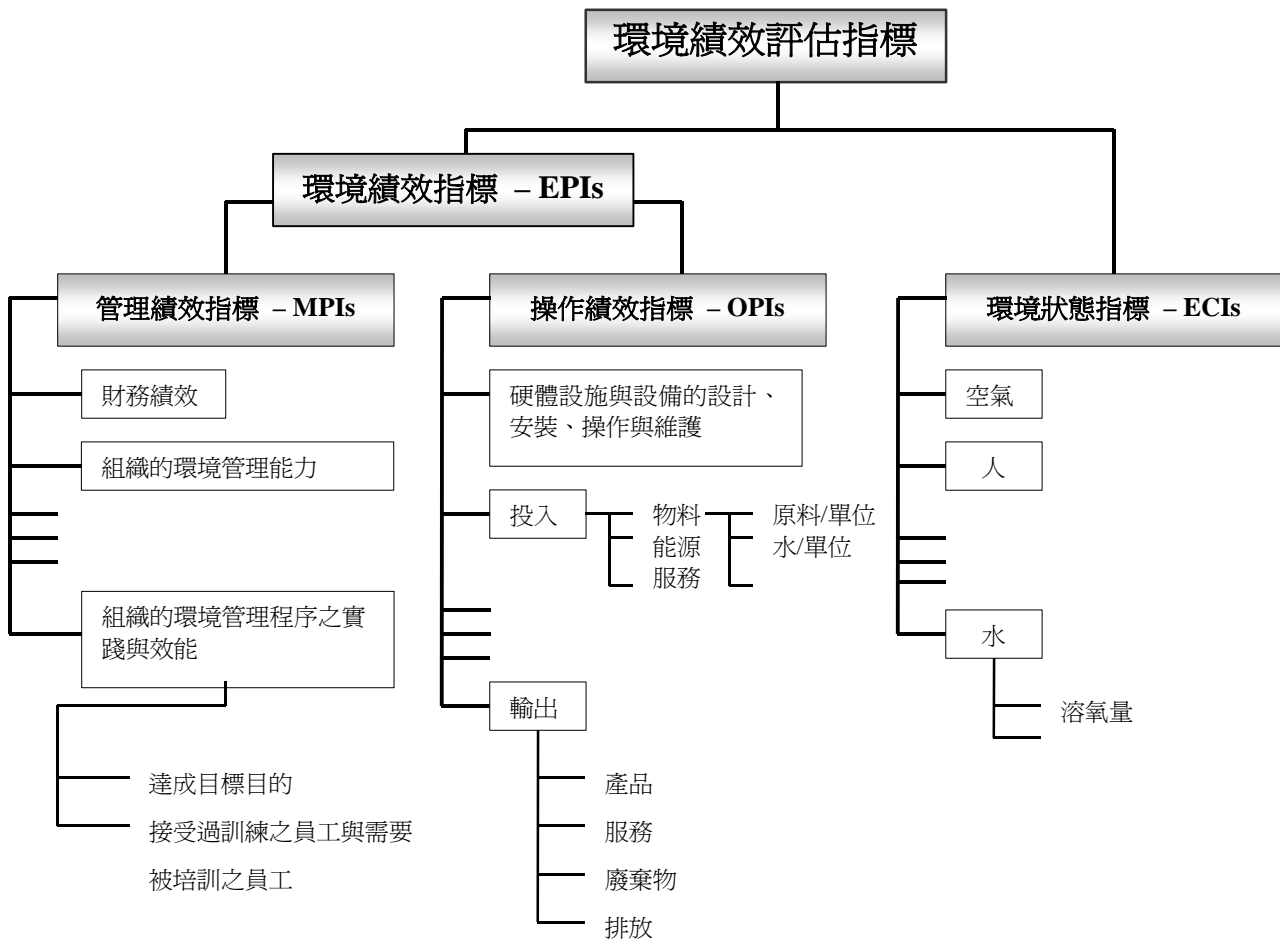 環境績效評估指標
環境績效指標 – EPIs
管理績效指標 – MPIs
財務績效
組織的環境管理能力
組織的環境管理程序之實
踐與效能
達成目標目的
接受過訓練之員工與需要
被培訓之員工
操作績效指標 – OPIs
硬體設施與設備的設計、
安裝、操作與維護
投入
物料
能源
服務
原料/單位
水/單位
輸出
產品
服務
廢棄物
排放
環境狀態指標 – ECIs
空氣
人
水
溶氧量